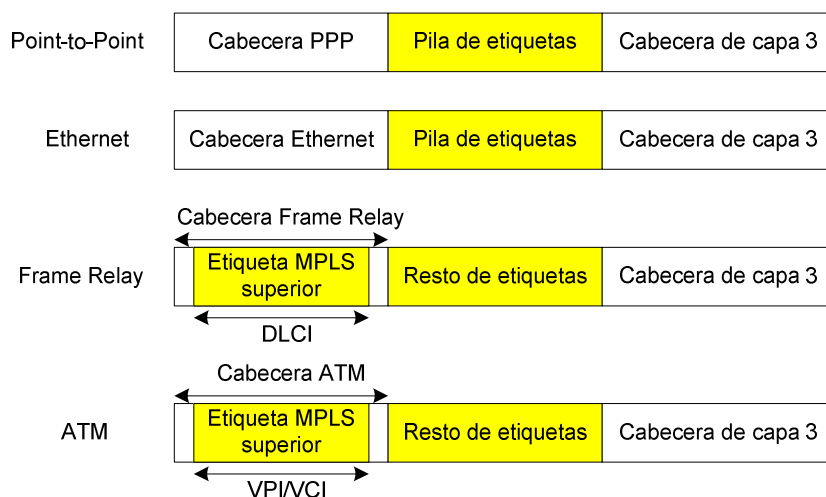 Point-to-Point Cabecera PPP Pila de etiquetas Cabecera de capa 3
Ethernet Cabecera Ethernet Pila de etiquetas Cabecera de capa 3
Cabecera Frame Relay
Frame Relay Etiqueta MPLS superior Resto de etiquetas Cabecera de capa 3
DLCI
Cabecera ATM
ATM Etiqueta MPLS superior Resto de etiquetas Cabecera de capa 3
VPI/VCI